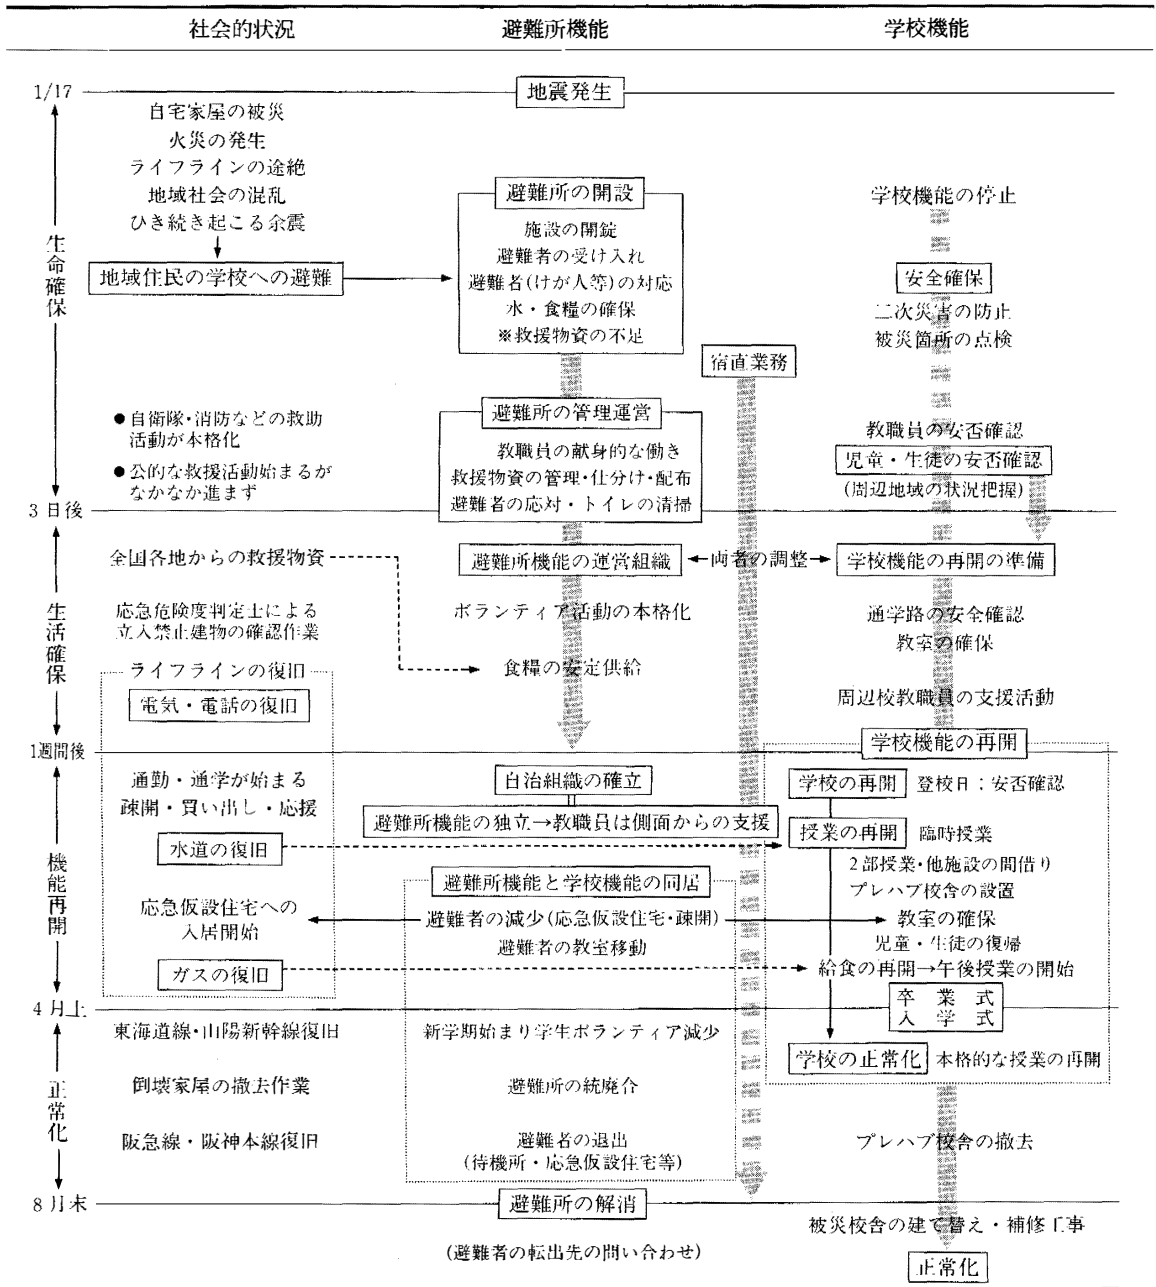 社会的状況
避難所機能
学校機能
1/17
地震発生
自宅家屋の被災
火災の発生
ライフラインの途絶
地域社会の混乱
ひき続き起こる余震
地域住民の学校への避難
避難所の開設
施設の開錠
避難者の受け入れ
避難者(けが人等)の対応
水・食糧の確保
※救援物資の不足
学校機能の停止
安全確保
二次災害の防止
被災箇所の点検
生命確保
宿直業務
●自衛隊・消防などの救助
活動が本格化
●公的な救援活動始まるが
なかなか進まず
避難所の管理運営
教職員の献身的な働き
救援物資の管理・仕分け・配布
避難者の応対・トイレの清掃
教職員の安否確認
児童・生徒の安否確認
(周辺地域の状況把握)
3日後
全国各地からの救援物資
避難所機能の運営組織
両者の調整
学校機能の再開の準備
生活確保
応急危険度判定士による
立入禁止建物の確認作業
ボランティア活動の本格化
通学路の安全確認
教室の確保
食糧の安定供給
ライフラインの復旧
電気・電話の復旧
周辺校教職員の支援活動
1週間後
学校機能の再開
機能再開
通勤・通学が始まる
疎開・買い出し・応援
自治組織の確立
学校の再開 登校日:安否確認
避難所機能の独立→教職員は側面からの支援
授業の再開 臨時授業
水道の復旧
2部授業・他施設の間借り
プレハブ校舎の設置
避難所機能と学校機能の同居
応急仮設住宅への
入居開始
避難者の減少(応急仮設住宅・疎開)
教室の確保
避難者の教室移動
児童・生徒の復帰
ガスの復旧
給食の再開→午後授業の開始
4月上
卒業式
入学式
正常化
東海道線・山陽新幹線復旧
新学期始まり学生ボランティア減少
学校の正常化 本格的な授業の再開
倒壊家屋の撤去作業
避難所の統廃合
阪急線・阪神本線復旧
避難者の退出
(待機所・応急仮設住宅等)
プレハブ校舎の撤去
8月末
避難所の解消
被災校舎の建て替え・補修工事
(避難者の転出先の問い合わせ)
正常化